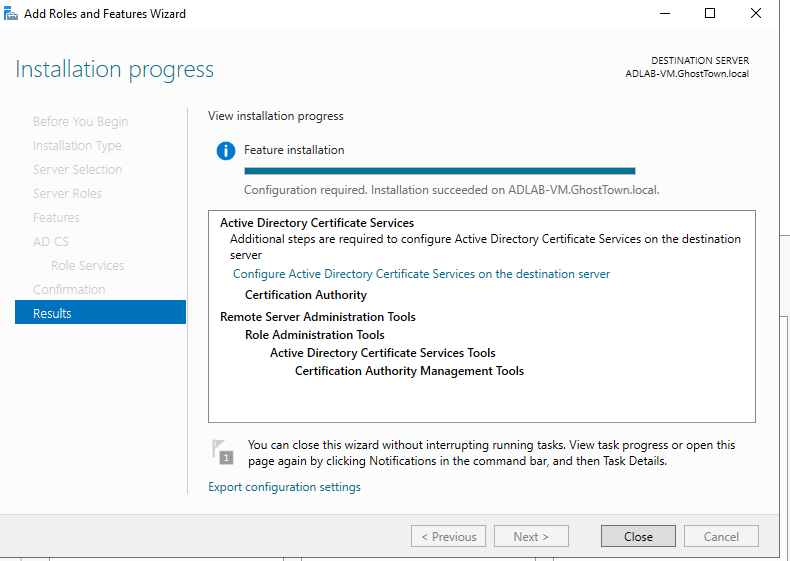 Add Roles and Features Wizard
Installation progress
DESTINATION SERVER
ADLAB-VM.GhostTown.local
Before You Begin
Installation Type
Server Selection
Server Roles
Features
AD CS
Role Services
Confirmation
Results
View installation progress
Feature installation
Configuration required. Installation succeeded on ADLAB-VM.GhostTown.local.
Active Directory Certificate Services
Additional steps are required to configure Active Directory Certificate Services on the destination
server
Configure Active Directory Certificate Services on the destination server
Certification Authority
Remote Server Administration Tools
Role Administration Tools
Active Directory Certificate Services Tools
Certification Authority Management Tools
1
You can close this wizard without interrupting running tasks. View task progress or open this
page again by clicking Notifications in the command bar, and then Task Details.
Export configuration settings
< Previous
Next >
Close
Cancel